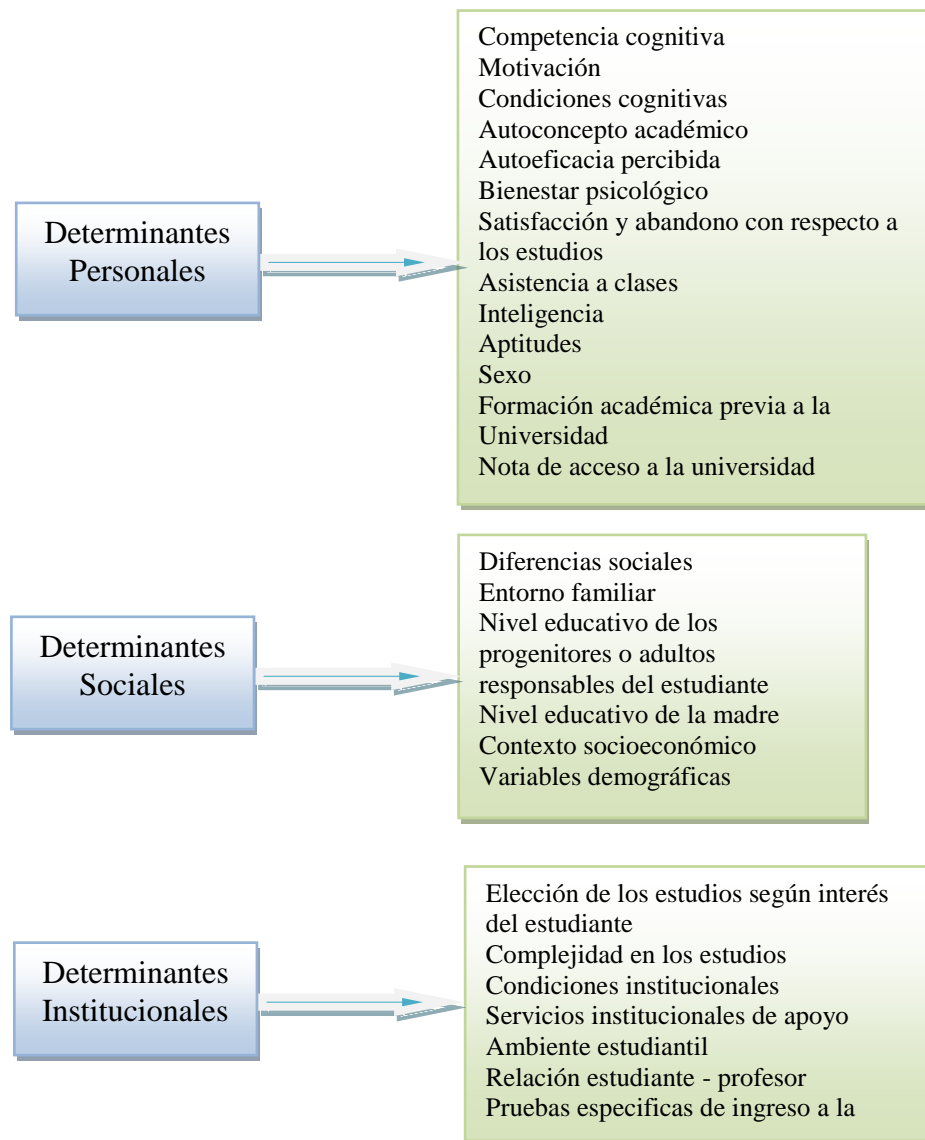 Determinantes
Personales
Competencia cognitiva
Motivación
Condiciones cognitivas
Autoconcepto académico
Autoeficacia percibida
Bienestar psicológico
Satisfacción y abandono con respecto a
los estudios
Asistencia a clases
Inteligencia
Aptitudes
Sexo
Formación académica previa a la
Universidad
Nota de acceso a la universidad
Determinantes
Sociales
Diferencias sociales
Entorno familiar
Nivel educativo de los
progenitores o adultos
responsables del estudiante
Nivel educativo de la madre
Contexto socioeconómico
Variables demográficas
Determinantes
Institucionales
Elección de los estudios según interés
del estudiante
Complejidad en los estudios
Condiciones institucionales
Servicios institucionales de apoyo
Ambiente estudiantil
Relación estudiante - profesor
Pruebas especificas de ingreso a la